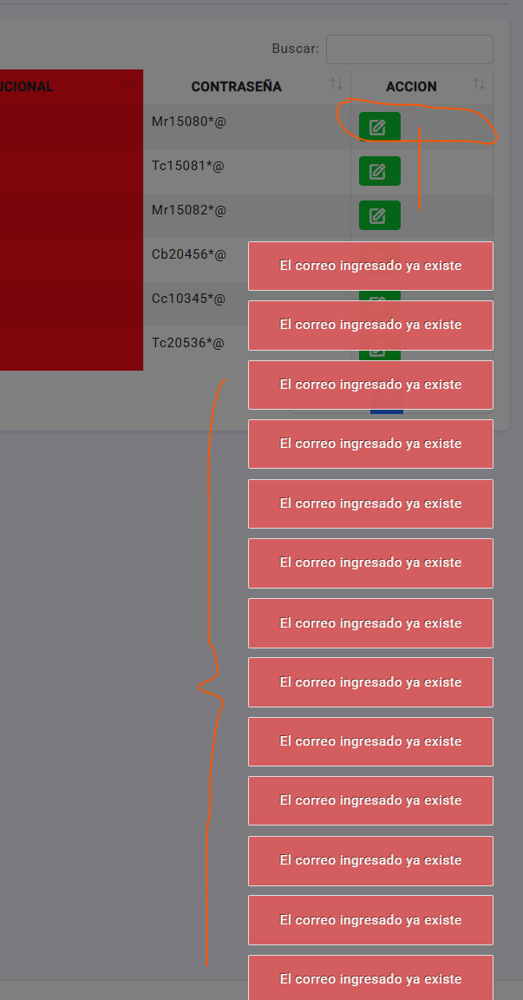 Buscar:
UCIONAL CONTRASEÑA ACCION
Mr15080*@
Tc15081*@
Mr15082*@
Cb20456*@
El correo ingresado ya existe
Cc10345*@
El correo ingresado ya existe
Tc20536*@
El correo ingresado ya existe
El correo ingresado ya existe
El correo ingresado ya existe
El correo ingresado ya existe
El correo ingresado ya existe
El correo ingresado ya existe
El correo ingresado ya existe
El correo ingresado ya existe
El correo ingresado ya existe
El correo ingresado ya existe
El correo ingresado ya existe